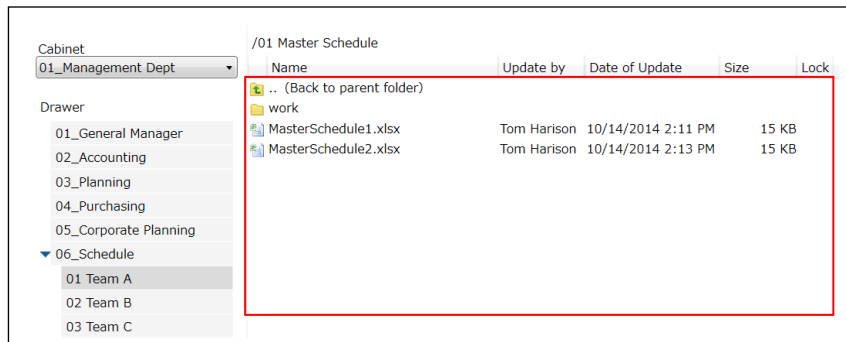 Cabinet
01_Management Dept
Drawer
01_General Manager
02_Accounting
03_Planning
04_Purchasing
05_Corporate Planning
06_Schedule
01 Team A
02 Team B
03 Team C
/01 Master Schedule
Name Update by Date of Update Size Lock
.. (Back to parent folder)
work
MasterSchedule1.xlsx Tom Harison 10/14/2014 2:11 PM 15 KB
MasterSchedule2.xlsx Tom Harison 10/14/2014 2:13 PM 15 KB